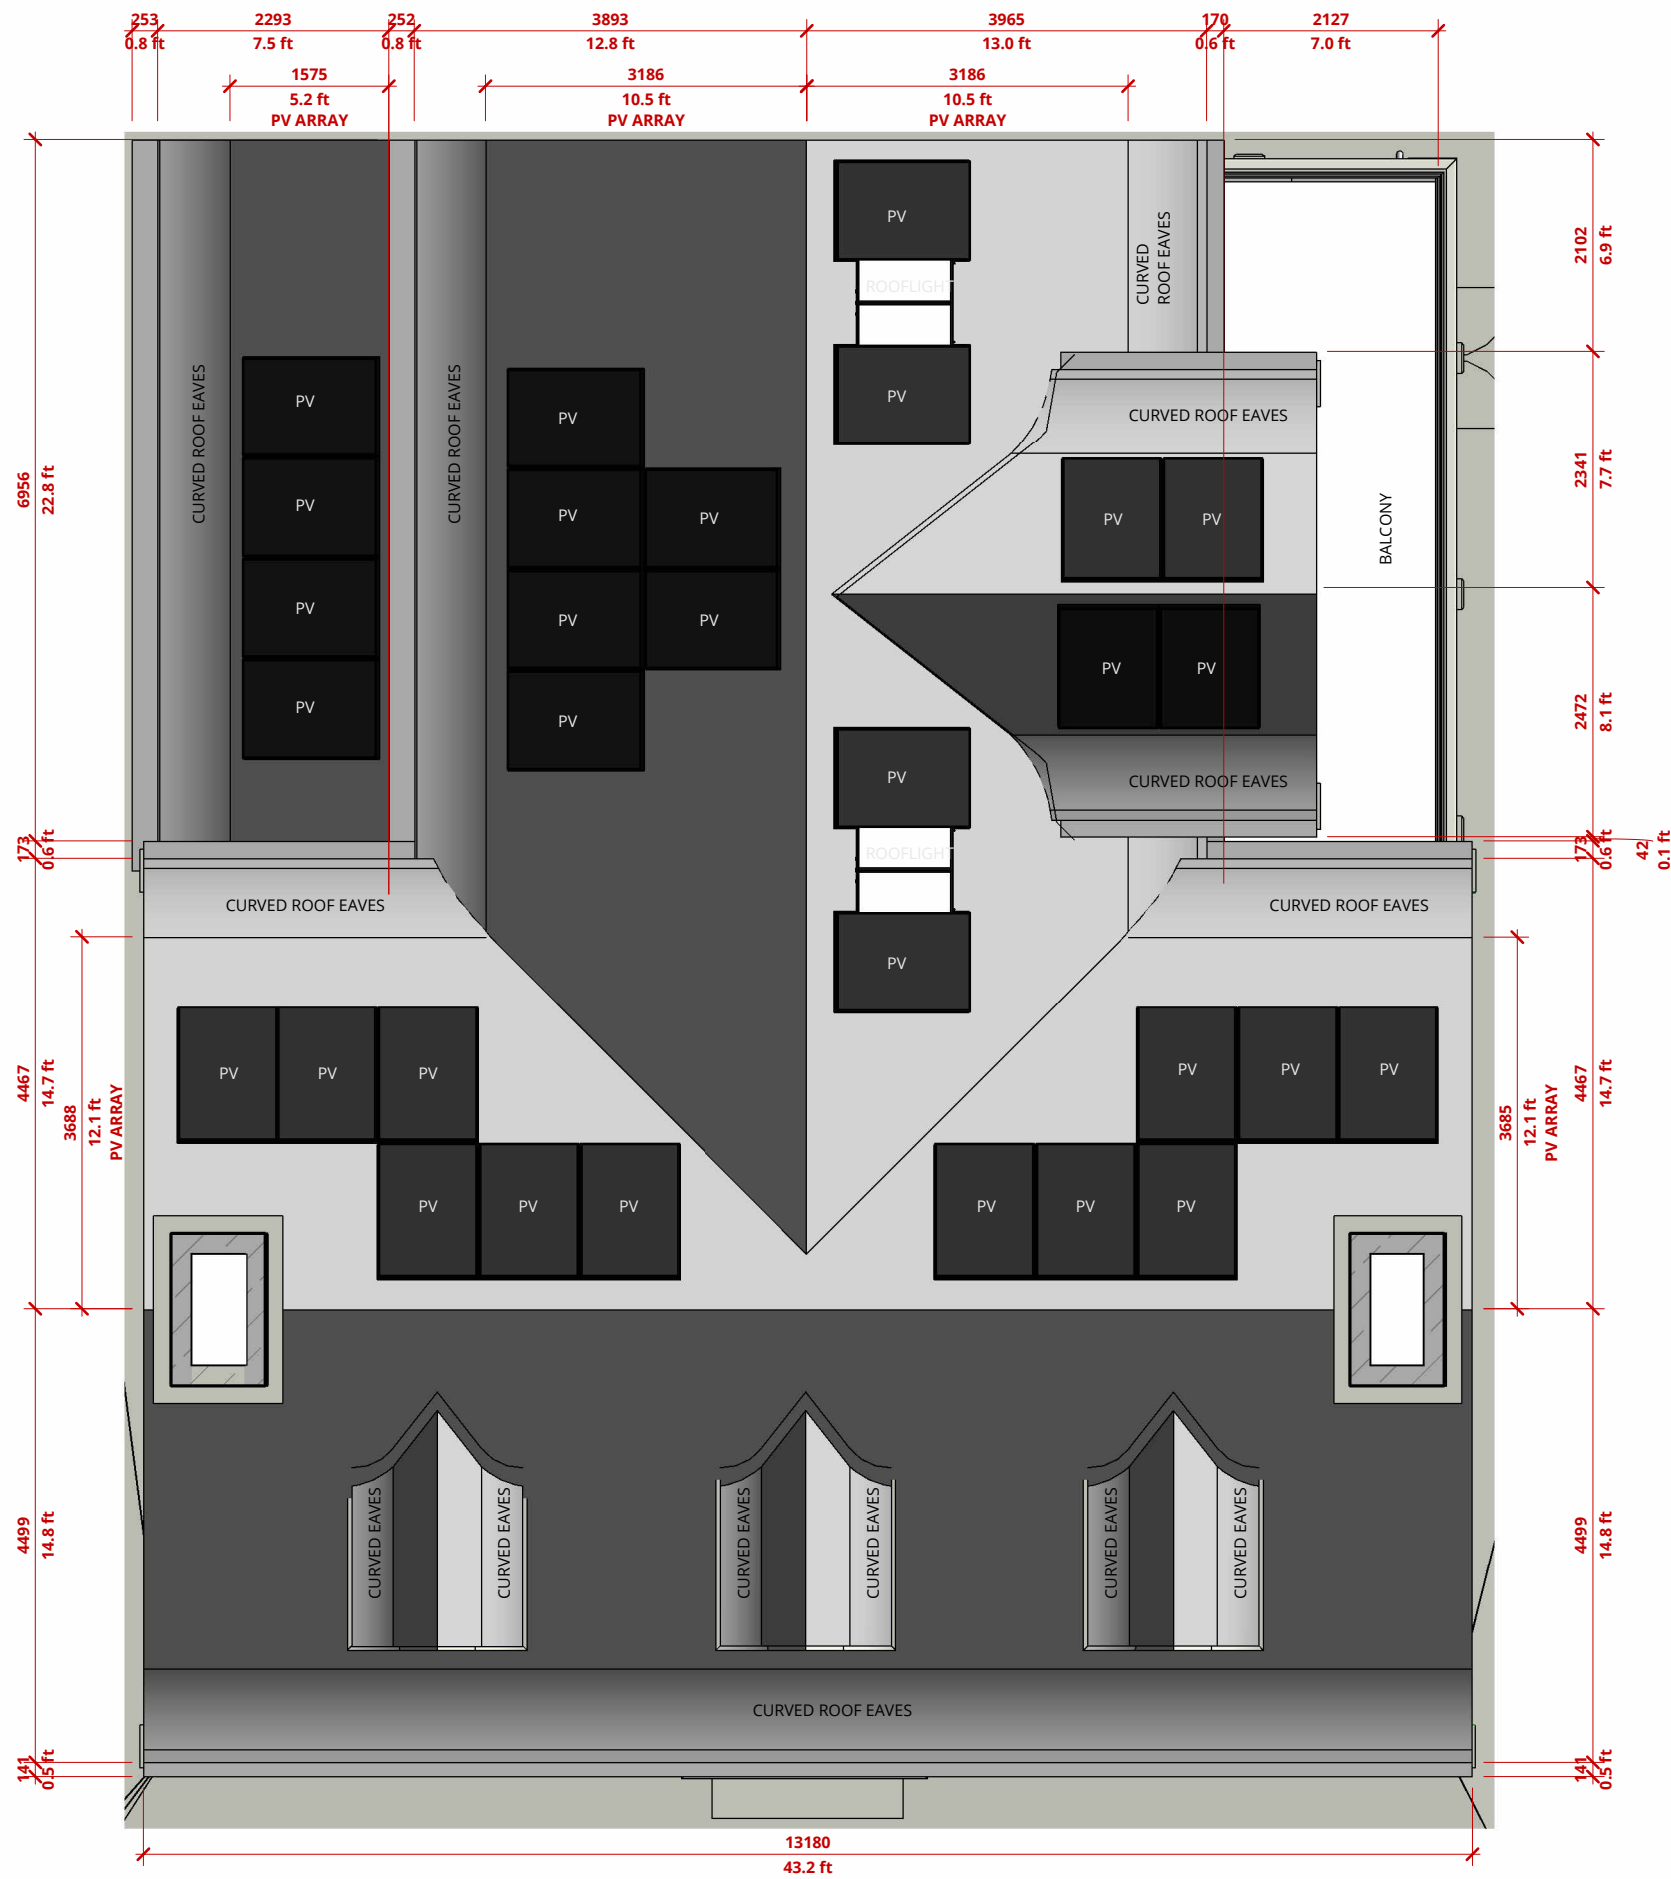 253
0.8 ft
2293
7.5 ft
252
0.8 ft
3893
12.8 ft
3965
13.0 ft
170
0.6 ft
2127
7.0 ft
1575
5.2 ft
PV ARRAY
3186
10.5 ft
PV ARRAY
3186
10.5 ft
PV ARRAY
6956
22.8 ft
173
0.6 ft
4467
14.7 ft
3688
12.1 ft
PV ARRAY
4499
14.8 ft
141
0.5 ft
CURVED ROOF EAVES
PV
PV
PV
PV
CURVED ROOF EAVES
PV
PV
PV
PV
PV
PV
PV
ROOFLIGHT
PV
CURVED
ROOF EAVES
CURVED ROOF EAVES
PV
PV
PV
PV
CURVED ROOF EAVES
BALCONY
PV
ROOFLIGHT
PV
CURVED ROOF EAVES
CURVED ROOF EAVES
PV
PV
PV
PV
PV
PV
PV
PV
PV
PV
PV
PV
CURVED EAVES
CURVED EAVES
CURVED EAVES
CURVED EAVES
CURVED EAVES
CURVED EAVES
CURVED ROOF EAVES
2102
6.9 ft
2341
7.7 ft
2472
8.1 ft
173
0.6 ft
42
0.1 ft
4467
14.7 ft
3685
12.1 ft
PV ARRAY
4499
14.8 ft
141
0.5 ft
13180
43.2 ft